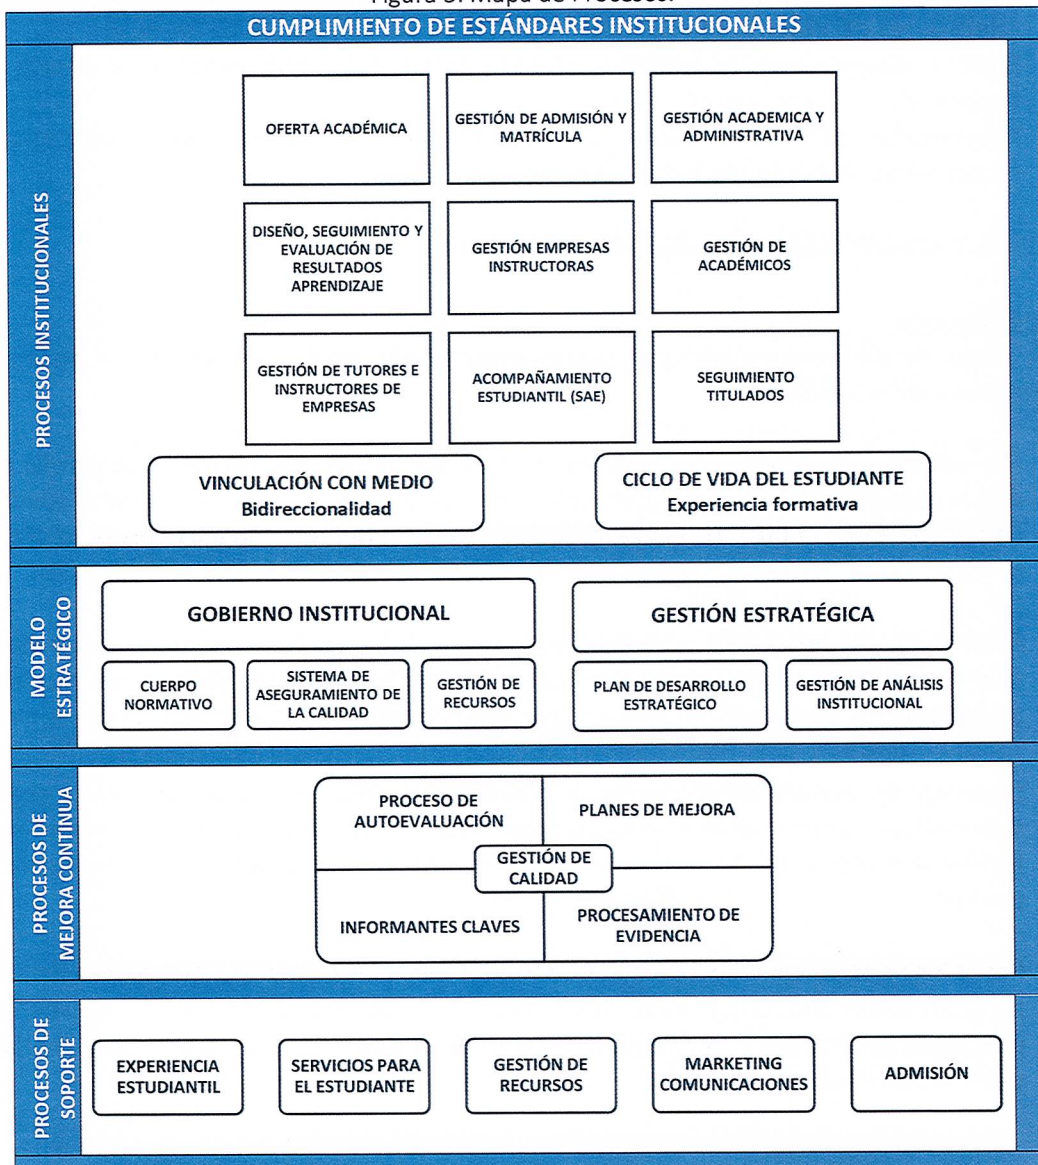 CUMPLIMIENTO DE ESTÁNDARES INSTITUCIONALES
PROCESOS INSTITUCIONALES
OFERTA ACADÉMICA
GESTIÓN DE ADMISIÓN Y
MATRÍCULA
GESTIÓN ACADEMICA Y
ADMINISTRATIVA
DISEÑO, SEGUIMIENTO Y
EVALUACIÓN DE
RESULTADOS
APRENDIZAJE
GESTIÓN EMPRESAS
INSTRUCTORAS
GESTIÓN DE
ACADÉMICOS
GESTIÓN DE TUTORES E
INSTRUCTORES DE
EMPRESAS
ACOMPAÑAMIENTO
ESTUDIANTIL (SAE)
SEGUIMIENTO
TITULADOS
VINCULACIÓN CON MEDIO
Bidireccionalidad
CICLO DE VIDA DEL ESTUDIANTE
Experiencia formativa
MODELO
ESTRATÉGICO
GOBIERNO INSTITUCIONAL
GESTIÓN ESTRATÉGICA
CUERPO
NORMATIVO
SISTEMA DE
ASEGURAMIENTO DE
LA CALIDAD
GESTIÓN DE
RECURSOS
PLAN DE DESARROLLO
ESTRATÉGICO
GESTIÓN DE ANÁLISIS
INSTITUCIONAL
PROCESOS DE
MEJORA CONTINUA
PROCESO DE
AUTOEVALUACIÓN
PLANES DE MEJORA
GESTIÓN DE
CALIDAD
INFORMANTES CLAVES
PROCESAMIENTO DE
EVIDENCIA
PROCESOS DE
SOPORTE
EXPERIENCIA
ESTUDIANTIL
SERVICIOS PARA
EL ESTUDIANTE
GESTIÓN DE
RECURSOS
MARKETING
COMUNICACIONES
ADMISIÓN